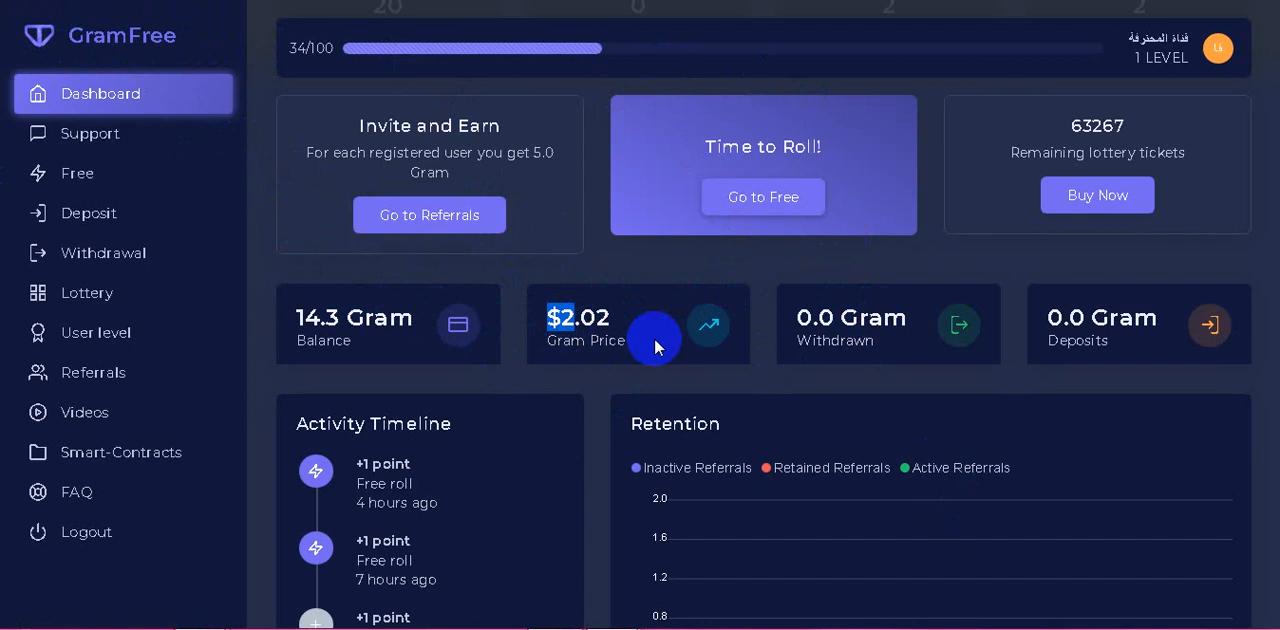 20 0 2 2
GramFree
Dashboard
Support
Free
Deposit
Withdrawal
Lottery
User level
Referrals
Videos
Smart-Contracts
FAQ
Logout
34/100
قناة المحترفة
1 LEVEL
قا
Invite and Earn
For each registered user you get 5.0
Gram
Go to Referrals
Time to Roll!
Go to Free
63267
Remaining lottery tickets
Buy Now
14.3 Gram
Balance
$2.02
Gram Price
0.0 Gram
Withdrawn
0.0 Gram
Deposits
Activity Timeline
+1 point
Free roll
4 hours ago
+1 point
Free roll
7 hours ago
+1 point
Retention
Inactive Referrals Retained Referrals Active Referrals
2.0
1.6
1.2
0.8